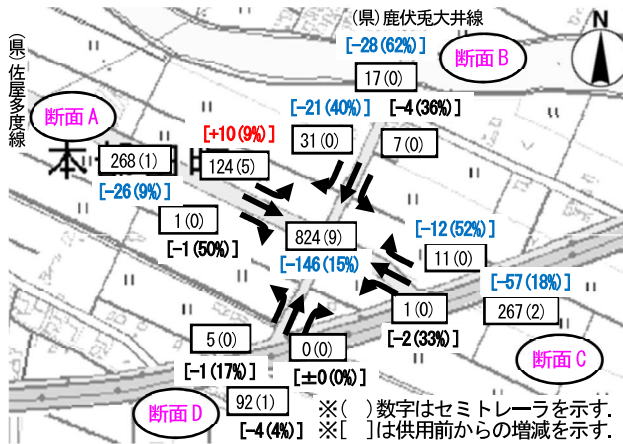 (県)鹿伏兎大井線
N
(県)佐屋多度線
[-28(62%)]
断面B
17(0)
断面A
[-21(40%)]
[-4(36%)]
[+10(9%)]
31(0)
7(0)
268(1)
124(5)
[-26(9%)]
1(0)
[-1(50%)]
824(9)
[-146(15%)
[-12(52%)]
11(0)
[-57(18%)]
1(0)
267(2)
[-2(33%)]
5(0)
0(0)
[-1(17%)]
[±0(0%)]
断面C
92(1)
断面D
[-4(4%)]
※( )数字はセミトレーラを示す.
※[ ]は供用前からの増減を示す.